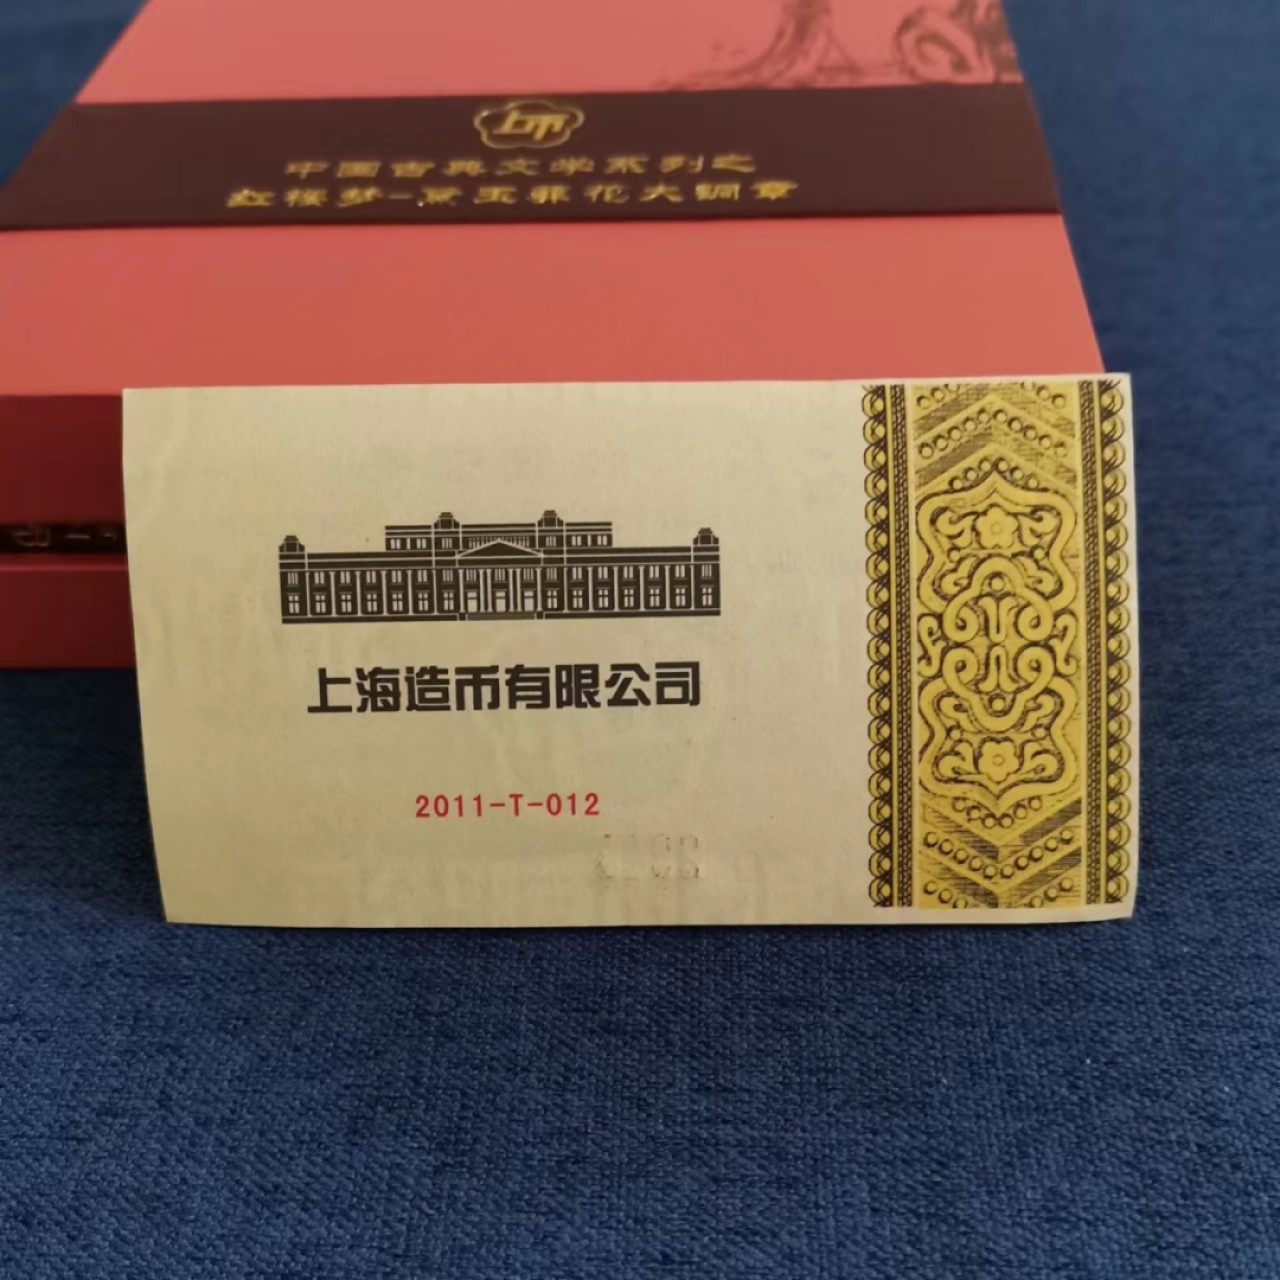 上币
中国古典文学系列之
红楼梦-黛玉葬花大铜章
上海造币有限公司
2011-T-012